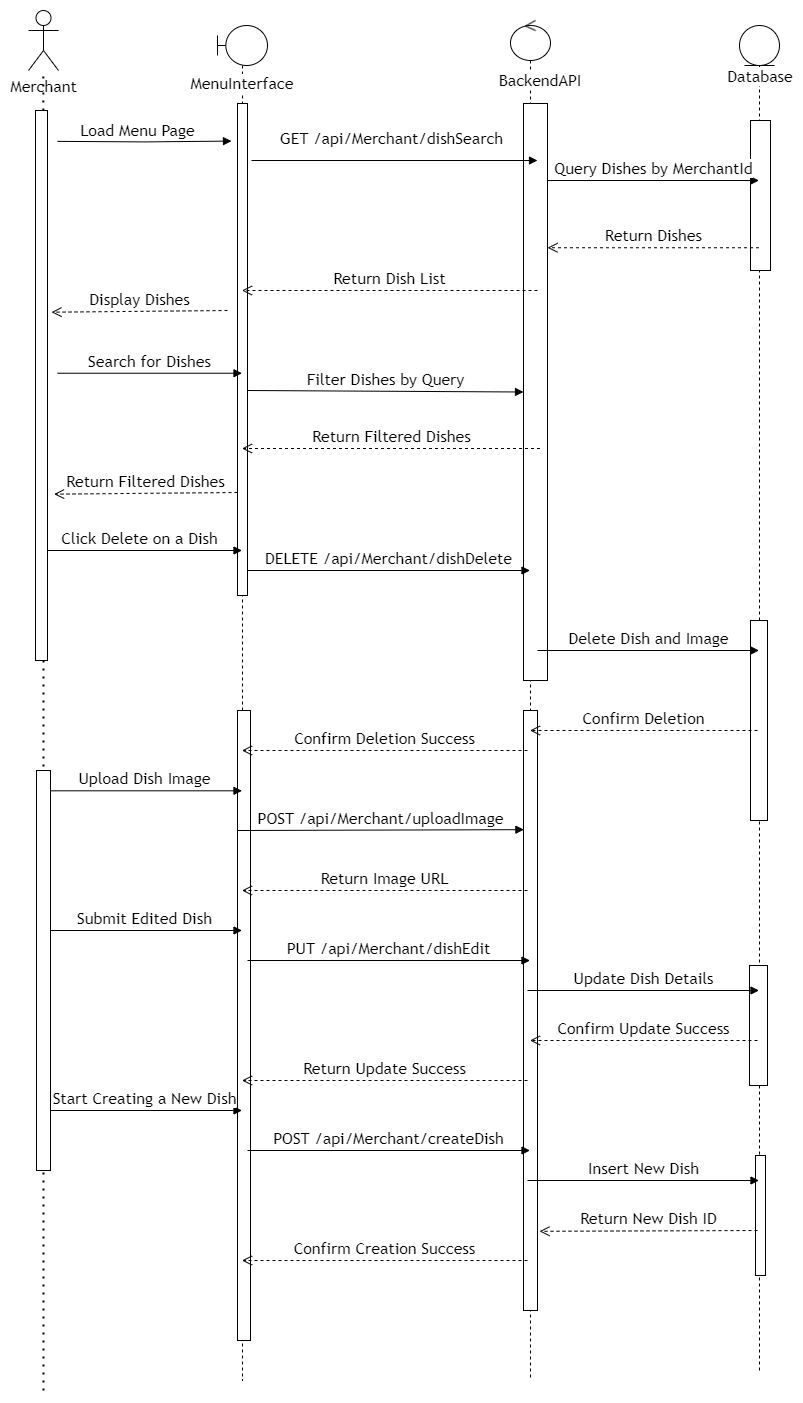 Merchant
MenuInterface
BackendAPI
Database
Load Menu Page
GET /api/Merchant/dishSearch
Query Dishes by MerchantId
Return Dishes
Return Dish List
Display Dishes
Search for Dishes
Filter Dishes by Query
Return Filtered Dishes
Return Filtered Dishes
Click Delete on a Dish
DELETE /api/Merchant/dishDelete
Delete Dish and Image
Confirm Deletion
Confirm Deletion Success
Upload Dish Image
POST /api/Merchant/uploadImage
Return Image URL
Submit Edited Dish
PUT /api/Merchant/dishEdit
Update Dish Details
Confirm Update Success
Return Update Success
Start Creating a New Dish
POST /api/Merchant/createDish
Insert New Dish
Return New Dish ID
Confirm Creation Success